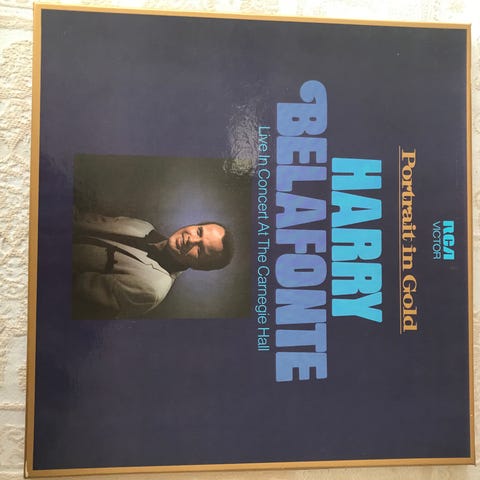 RCA
VICTOR
Portrait in Gold
HARRY
BELAFONTE
Live In Concert At The Carnegie Hall